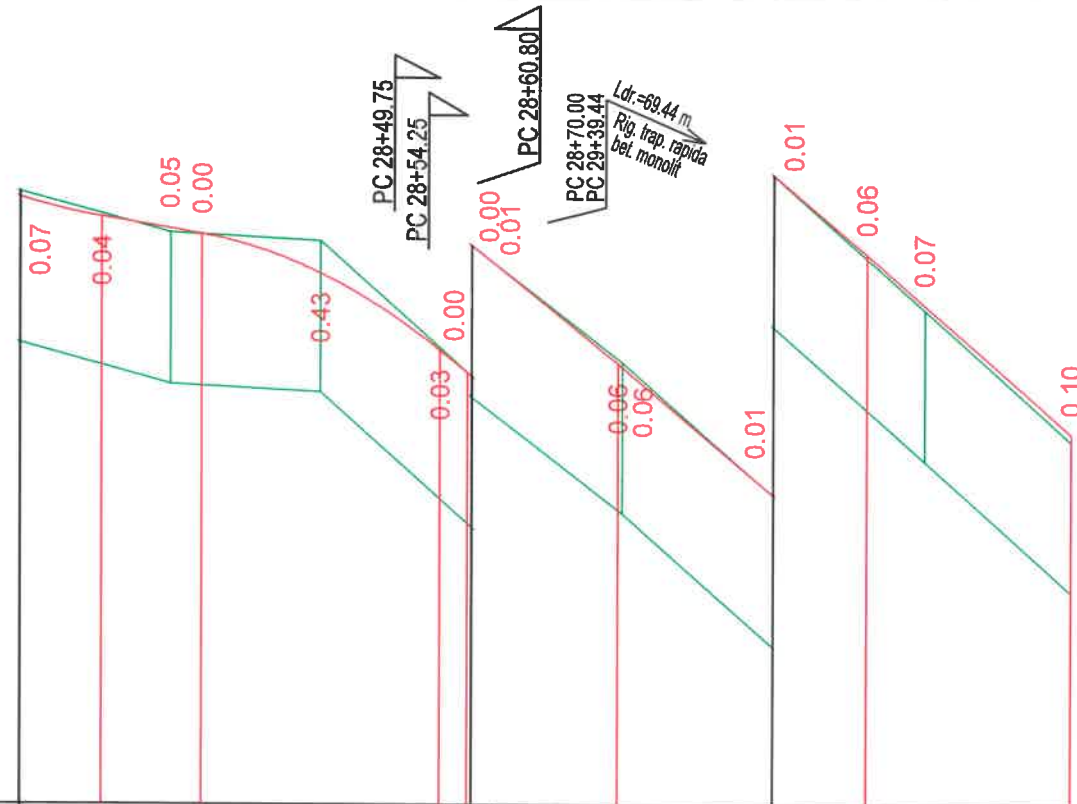 PC 28+49.75
PC 28+54.25
PC 28+60.80
PC 28+70.00
PC 29+39.44
Ldr.=69.44 m
Rig. trap. rapida
bet. monolit
0.07
0.04
0.05
0.00
0.43
0.03
0.00
0.00
0.01
0.06
0.06
0.01
0.01
0.06
0.07
0.10